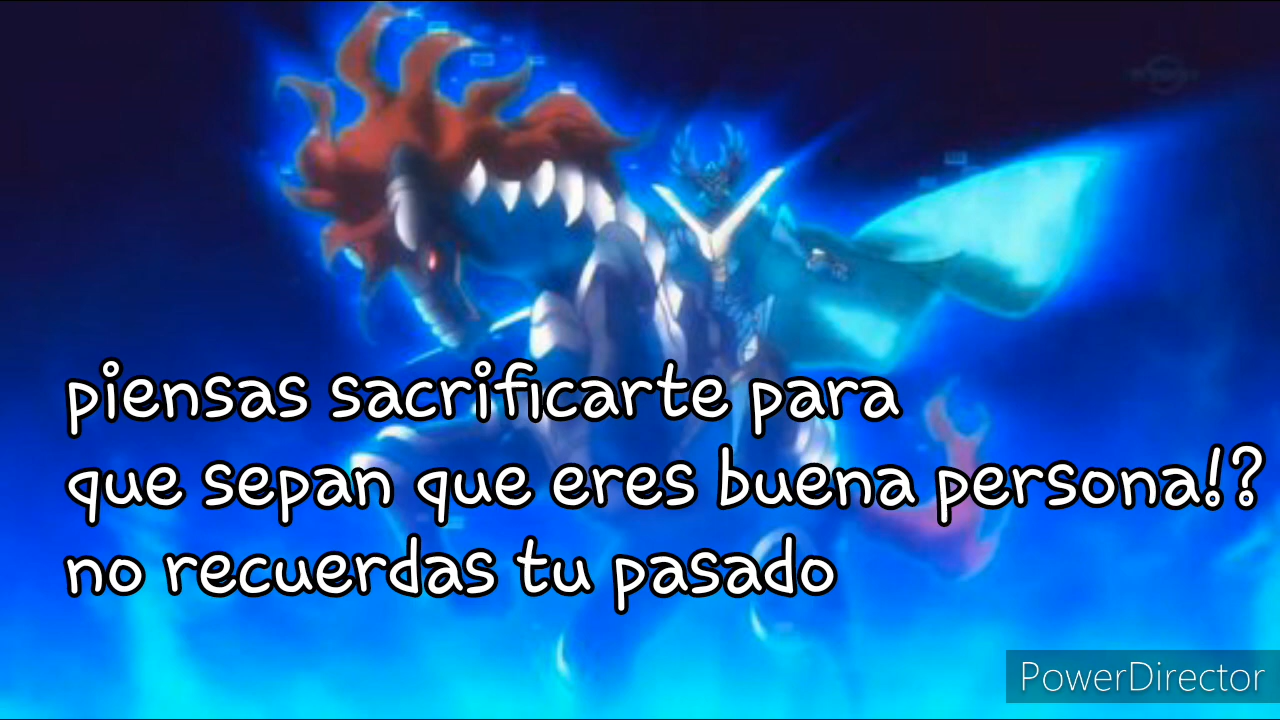 piensas sacrificarte para
que sepan que eres buena persona!?
no recuerdas tu pasado
PowerDirector